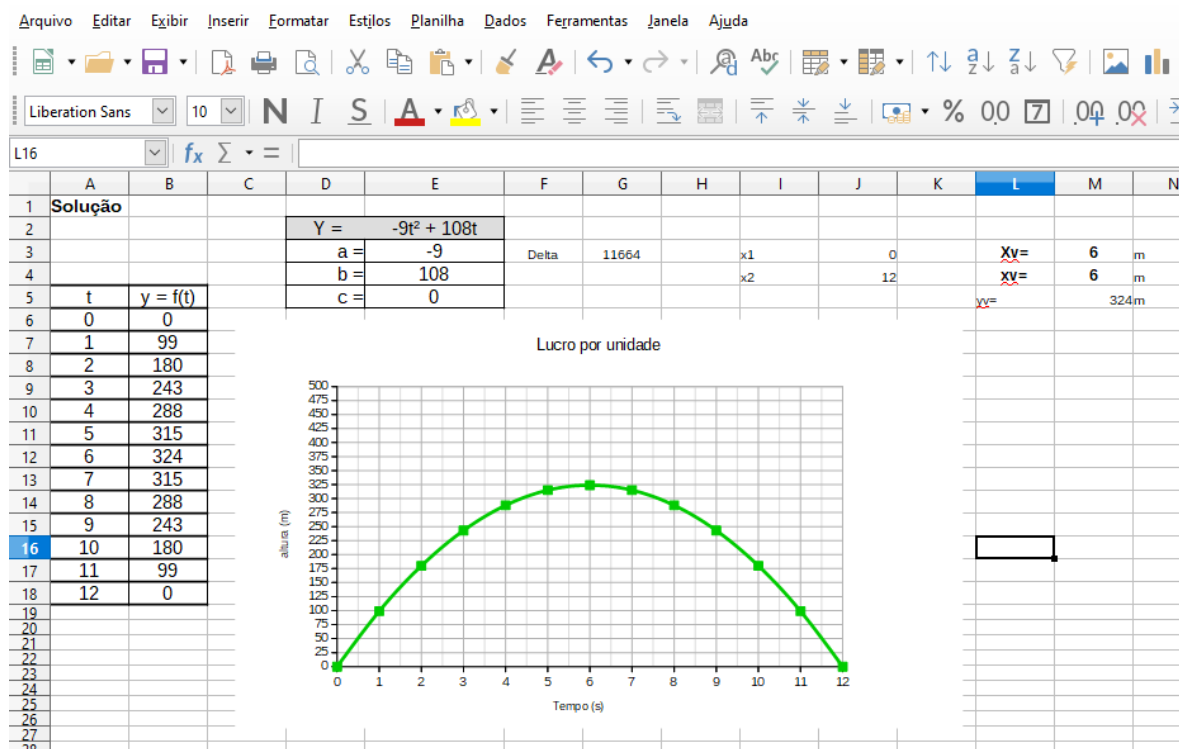 Arquivo Editar Exibir Inserir Formatar Estilos Planilha Dados Ferramentas Janela Ajuda
Liberation Sans 10 N I S A % 0.0 7 .00 .00
L16 fx Σ =
A B C D E F G H I J K L M N
1 Solução
2 Y = -9t² + 108t
3 a = -9 Delta 11664 x1 0 Xv= 6 m
4 b = 108 x2 12 xv= 6 m
5 t y = f(t) c = 0 yv= 324 m
6 0 0
7 1 99
8 2 180
9 3 243
10 4 288
11 5 315
12 6 324
13 7 315
14 8 288
15 9 243
16 10 180
17 11 99
18 12 0
19
20
21
22
23
24
25
26
27
28
Lucro por unidade
500
475
450
425
400
375
350
325
300
275
250
225
200
175
150
125
100
75
50
25
0
altura (m)
0 1 2 3 4 5 6 7 8 9 10 11 12
Tempo (s)